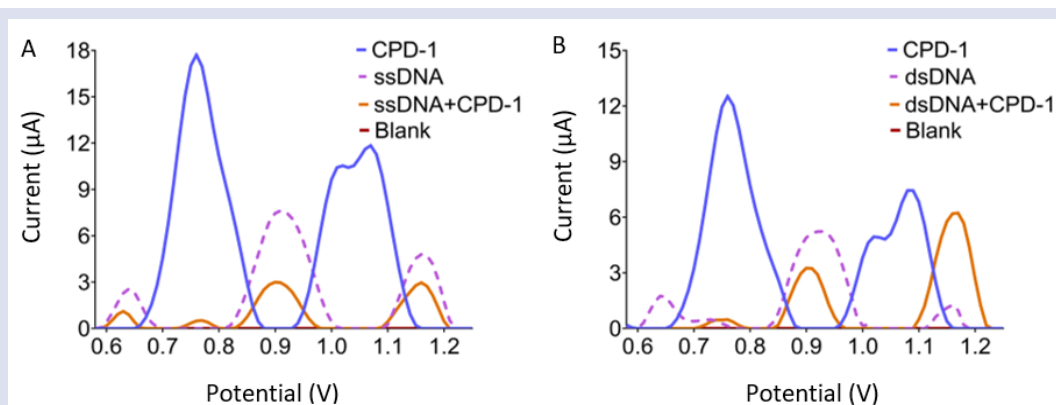 A
18
15
12
9
6
3
0
Current (µA)
CPD-1
ssDNA
ssDNA+CPD-1
Blank
0.6 0.7 0.8 0.9 1.0 1.1 1.2
Potential (V)
B
15
12
9
6
3
0
Current (µA)
CPD-1
dsDNA
dsDNA+CPD-1
Blank
0.6 0.7 0.8 0.9 1.0 1.1 1.2
Potential (V)